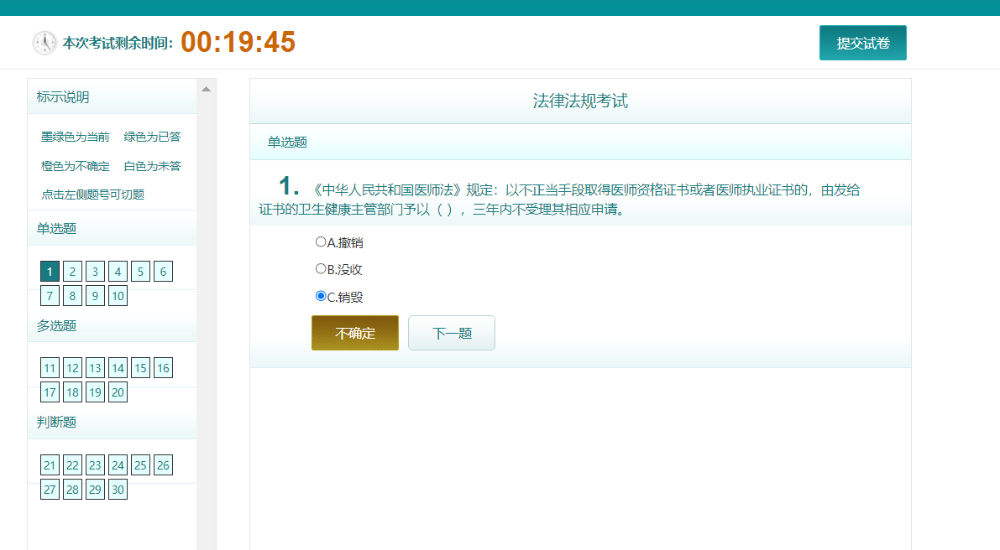 本次考试剩余时间：00:19:45
提交试卷
标示说明
墨绿色为当前 绿色为已答
橙色为不确定 白色为未答
点击左侧题号可切题
单选题
1 2 3 4 5 6
7 8 9 10
多选题
11 12 13 14 15 16
17 18 19 20
判断题
21 22 23 24 25 26
27 28 29 30
法律法规考试
单选题
1. 《中华人民共和国医师法》规定：以不正当手段取得医师资格证书或者医师执业证书的，由发给
证书的卫生健康主管部门予以（ ），三年内不受理其相应申请。
A.撤销
B.没收
C.销毁
不确定 下一题